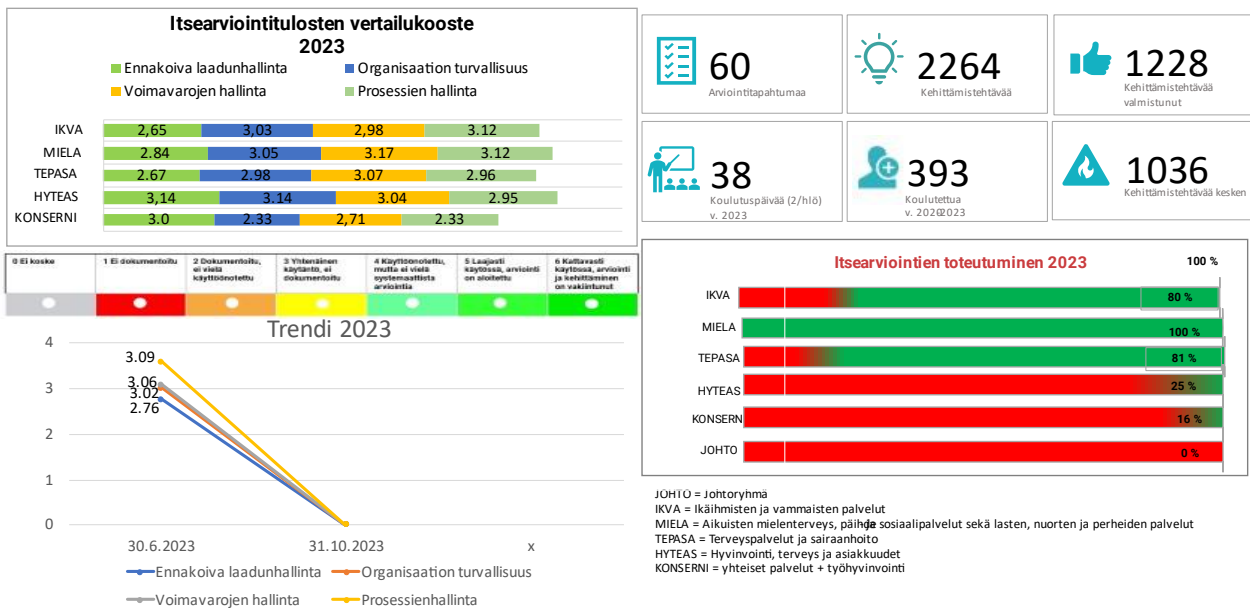 Itsearviointitulosten vertailukooste
2023
Ennakoiva laadunhallinta
Organisaation turvallisuus
Voimavarojen hallinta
Prosessien hallinta
IKVA 2,65 3,03 2,98 3.12
MIELA 2.84 3.05 3.17 3.12
TEPASA 2.67 2.98 3.07 2.96
HYTEAS 3,14 3.14 3.04 2.95
KONSERNI 3.0 2.33 2,71 2.33
60
Arviointitapahtumaa
2264
Kehittämistehtävää
1228
Kehittämistehtävää
valmistunut
38
Koulutuspäivää (2/hlö)
v. 2023
393
Koulutettua
v. 2020-2023
1036
Kehittämistehtävää kesken
0 Ei koske
1 Ei dokumentoitu
2 Dokumentoitu,
ei vielä
käyttöönotettu
3 Yhtenäinen
käytäntö, ei
dokumentoitu
4 Käyttöönotettu,
mutta ei vielä
systemaattista
arviointia
5 Laajasti
käytössä, arviointi
on aloitettu
6 Kattavasti
käytössä, arviointi
ja kehittäminen
on vakiintunut
Trendi 2023
4
3
2
1
0
3.09
3.06
3.02
2.76
30.6.2023 31.10.2023 x
Ennakoiva laadunhallinta
Organisaation turvallisuus
Voimavarojen hallinta
Prosessienhallinta
Itsearviointien toteutuminen 2023
100 %
IKVA 80 %
MIELA 100 %
TEPASA 81 %
HYTEAS 25 %
KONSERN 16 %
JOHTO 0 %
JOHTO = Johtoryhmä
IKVA = Ikäihmisten ja vammaisten palvelut
MIELA = Aikuisten mielenterveys, päihde- ja sosiaalipalvelut sekä lasten, nuorten ja perheiden palvelut
TEPASA = Terveyspalvelut ja sairaanhoito
HYTEAS = Hyvinvointi, terveys ja asiakkuudet
KONSERNI = yhteiset palvelut + työhyvinvointi